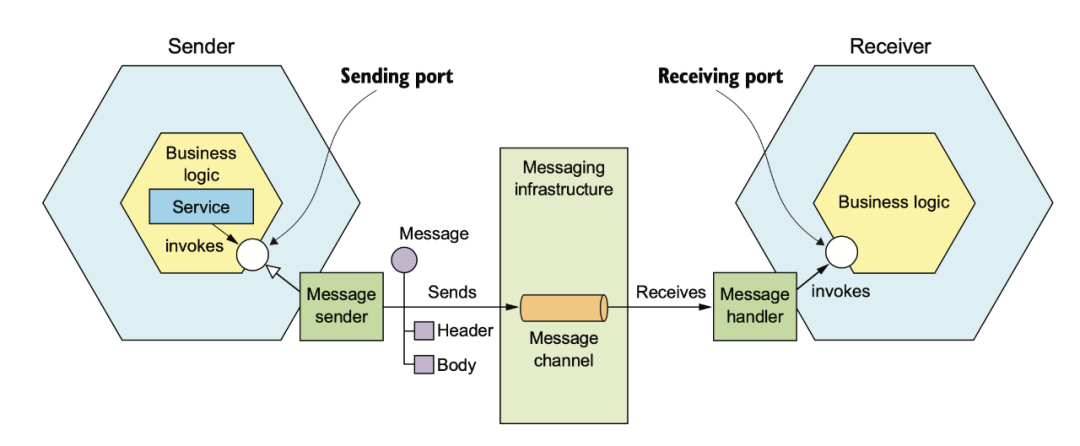 Sender
Receiver
Sending port
Receiving port
Business
logic
Service
invokes
Message
sender
Message
Sends
Header
Body
Messaging
infrastructure
Message
channel
Receives
Message
handler
invokes
Business logic